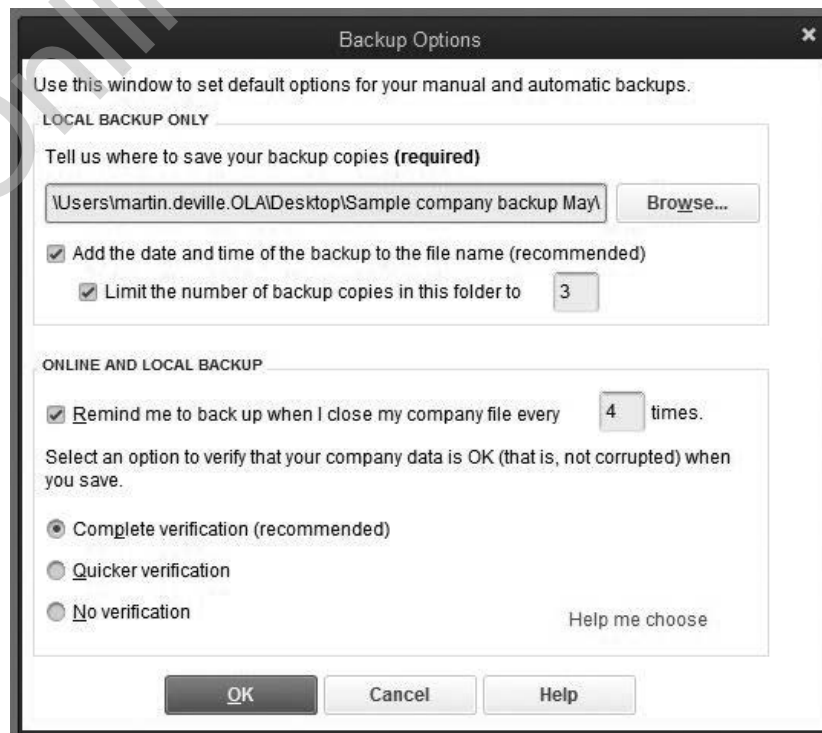 Backup Options
Use this window to set default options for your manual and automatic backups.
LOCAL BACKUP ONLY
Tell us where to save your backup copies (required)
\Users\martin.deville.OLA\Desktop\Sample company backup May\ Browse...
Add the date and time of the backup to the file name (recommended)
Limit the number of backup copies in this folder to 3
ONLINE AND LOCAL BACKUP
Remind me to back up when I close my company file every 4 times.
Select an option to verify that your company data is OK (that is, not corrupted) when
you save.
Complete verification (recommended)
Quicker verification
No verification
Help me choose
OK Cancel Help